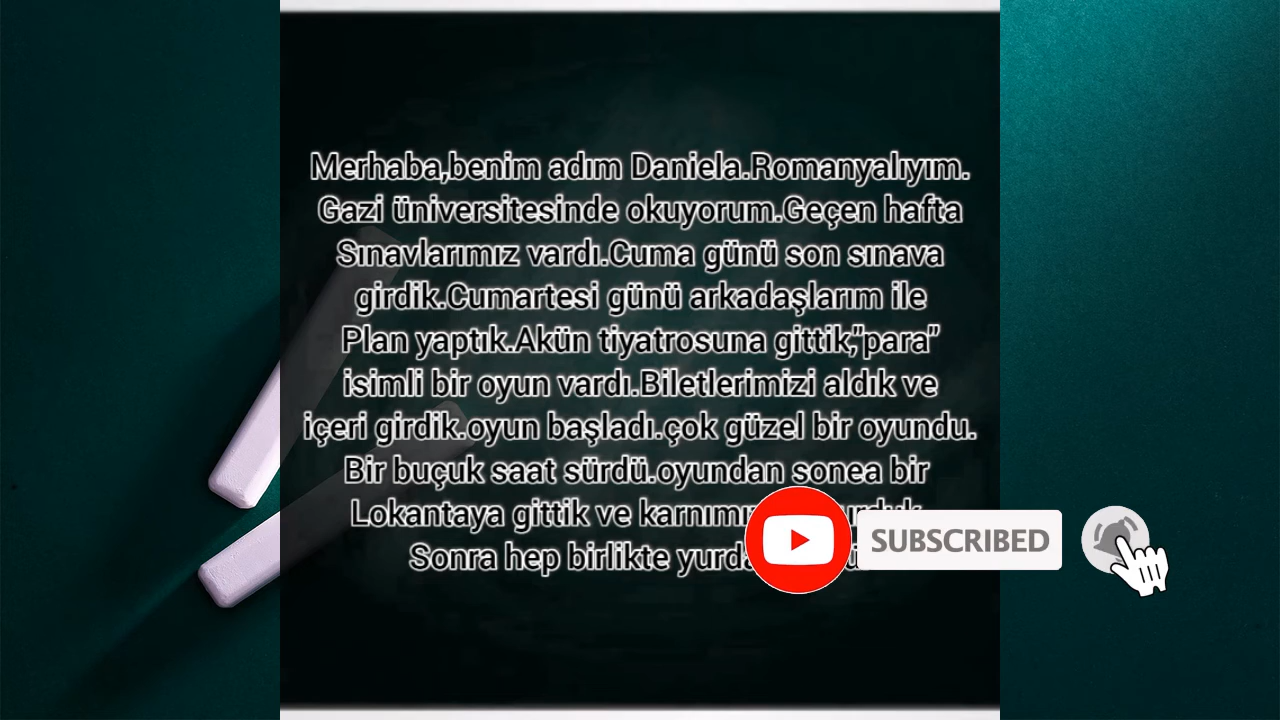 Merhaba,benim adım Daniela.Romanyalıyım.
Gazi üniversitesinde okuyorum.Geçen hafta
Sınavlarımız vardı.Cuma günü son sınava
girdik.Cumartesi günü arkadaşlarım ile
Plan yaptık.Akün tiyatrosuna gittik,"para"
isimli bir oyun vardı.Biletlerimizi aldık ve
içeri girdik.oyun başladı.çok güzel bir oyundu.
Bir buçuk saat sürdü.oyundan sonea bir
Lokantaya gittik ve
Sonra hep birlikte
SUBSCRIBED